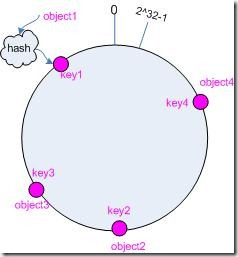 object1
0
2^32-1
hash
key1
object4
key4
key3
object3
key2
object2